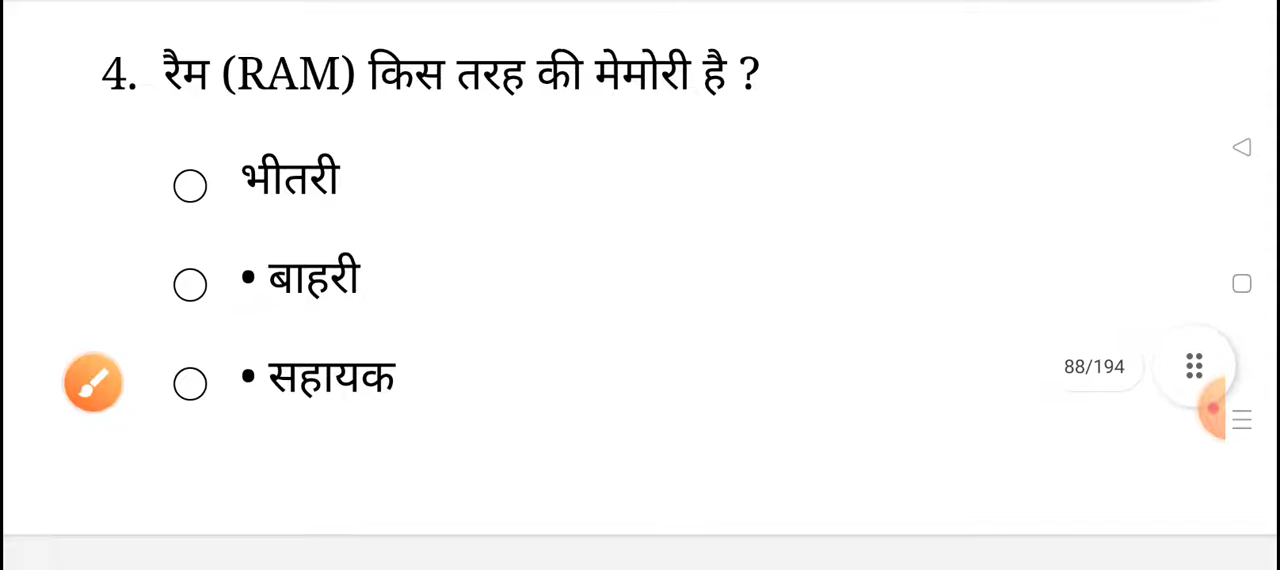 4. रैम (RAM) किस तरह की मेमोरी है ?
भीतरी
• बाहरी
• सहायक
88/194